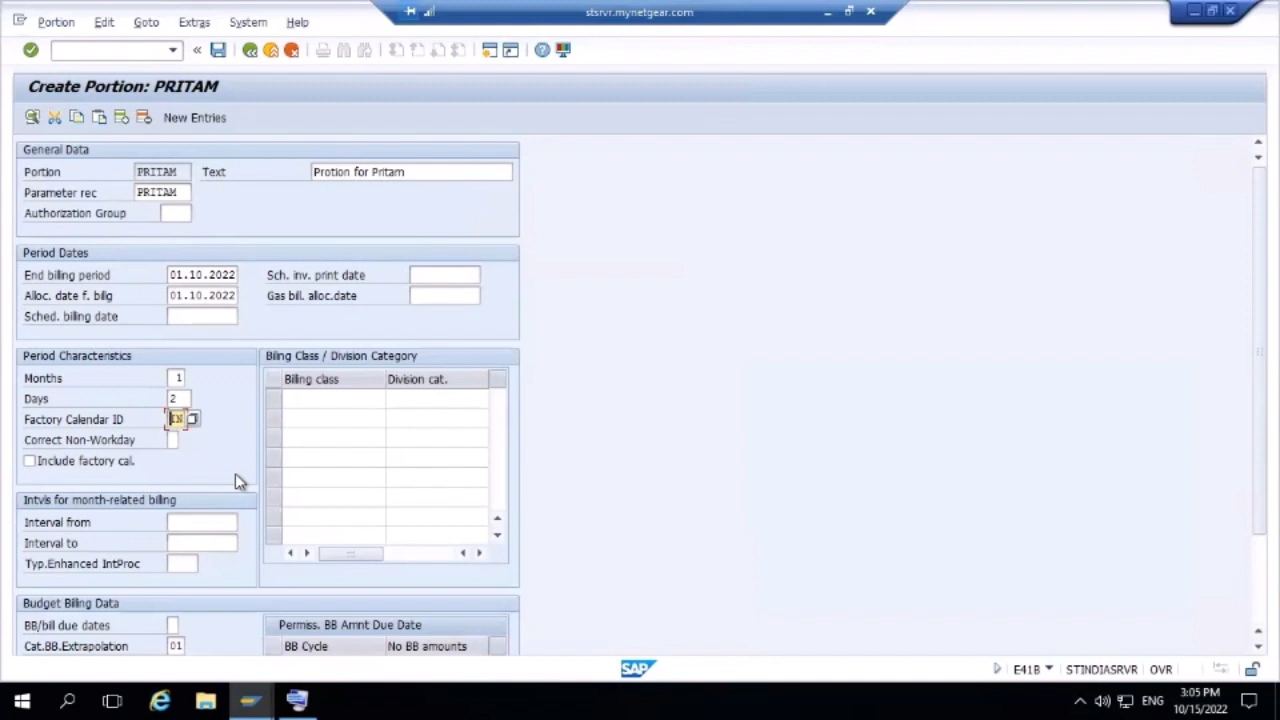 stsrvr.mynetgear.com
Portion Edit Goto Extras System Help
Create Portion: PRITAM
New Entries
General Data
Portion PRITAM Text Protion for Pritam
Parameter rec PRITAM
Authorization Group
Period Dates
End billing period 01.10.2022 Sch. inv. print date
Alloc. date f. billg 01.10.2022 Gas bill. alloc.date
Sched. billing date
Period Characteristics Billing Class / Division Category
Months 1 Billing class Division cat.
Days 2
Factory Calendar ID IN
Correct Non-Workday
Include factory cal.
Intvls for month-related billing
Interval from
Interval to
Typ.Enhanced IntProc
Budget Billing Data
BB/bill due dates Permiss. BB Amnt Due Date
Cat.BB.Extrapolation 01 BB Cycle No BB amounts
SAP E41B STINDIASRVR OVR
ENG 3:05 PM
10/15/2022